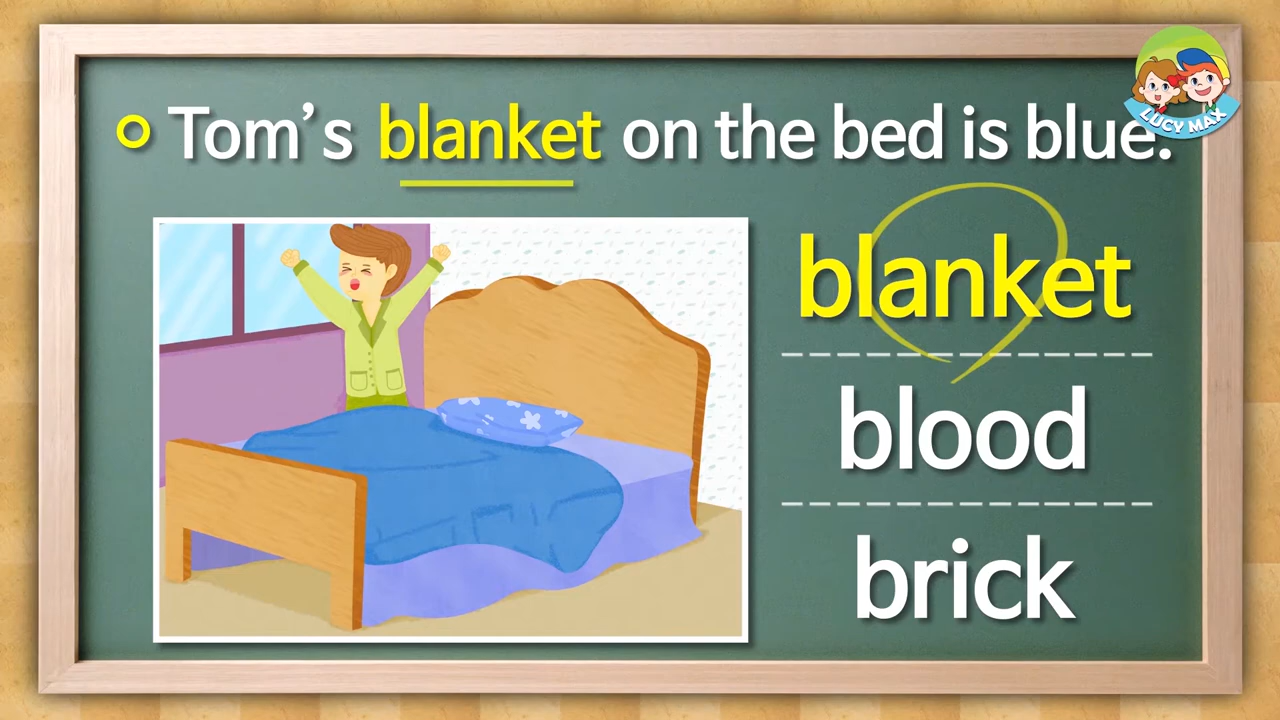 Tom's blanket on the bed is blue.
LUCY MAX
blanket
blood
brick